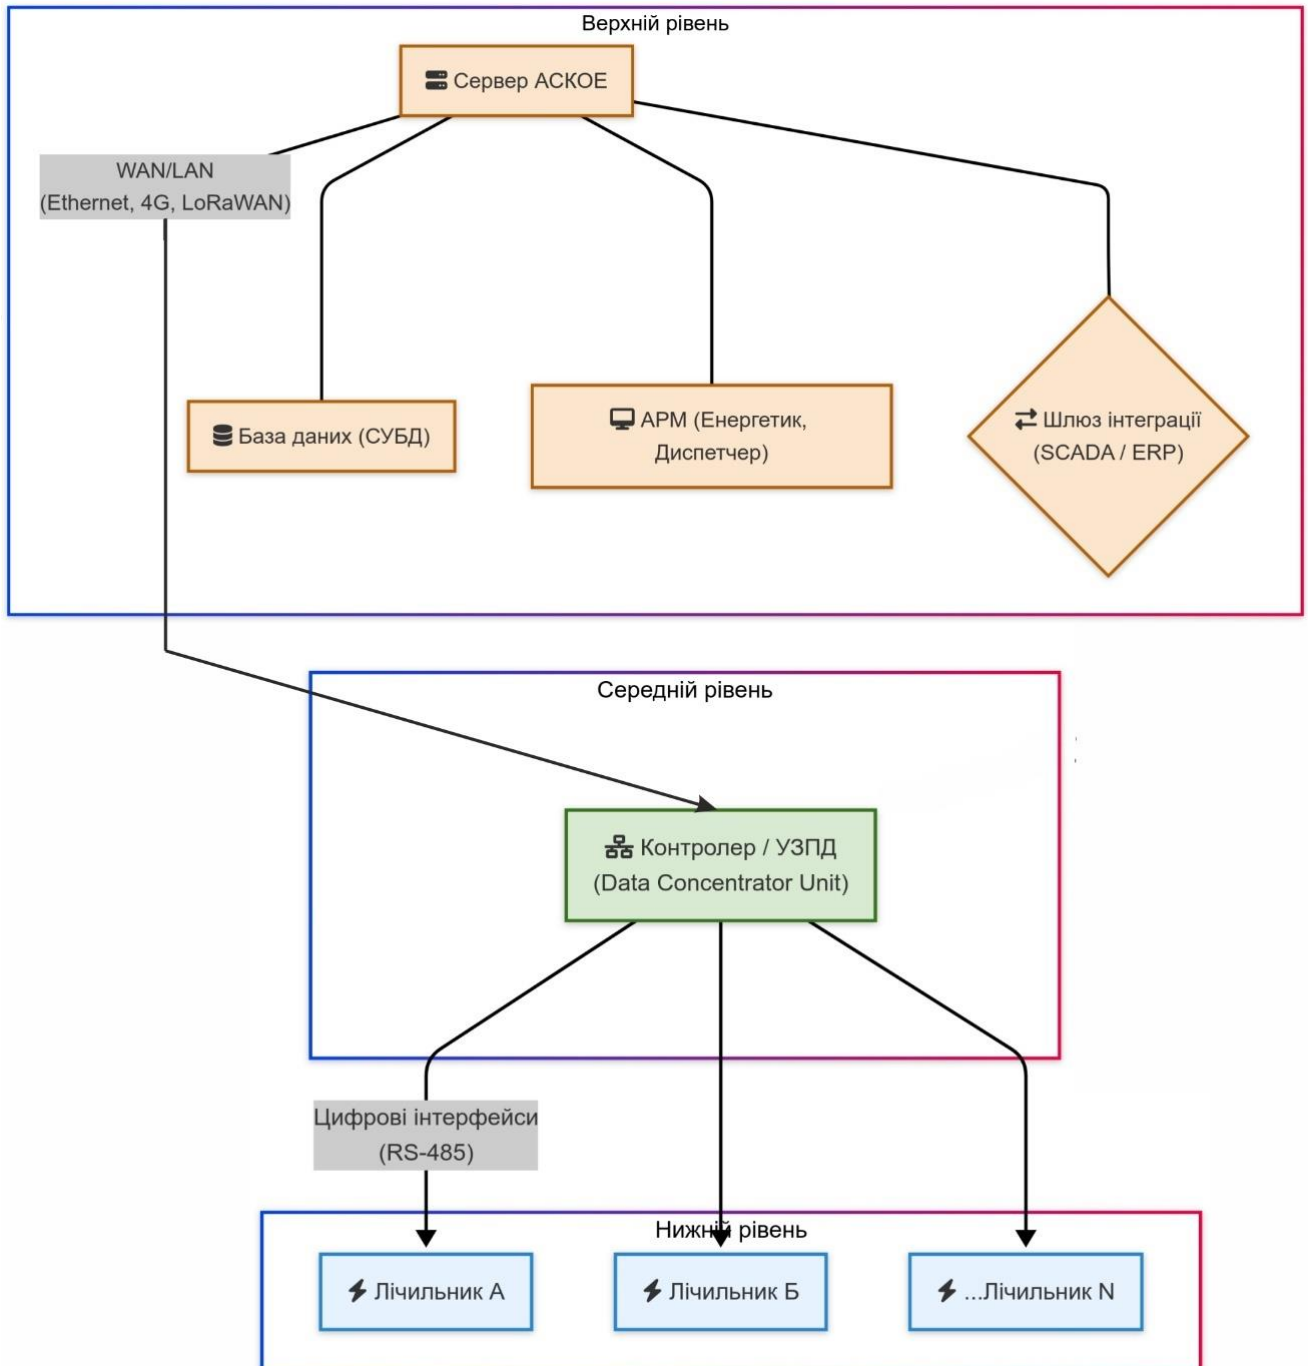 Верхній рівень
Сервер АСКОЕ
WAN/LAN
(Ethernet, 4G, LoRaWAN)
База даних (СУБД)
АРМ (Енергетик,
Диспетчер)
Шлюз інтеграції
(SCADA / ERP)
Середній рівень
Контролер / УЗПД
(Data Concentrator Unit)
Цифрові інтерфейси
(RS-485)
Нижній рівень
Лічильник А
Лічильник Б
...Лічильник N